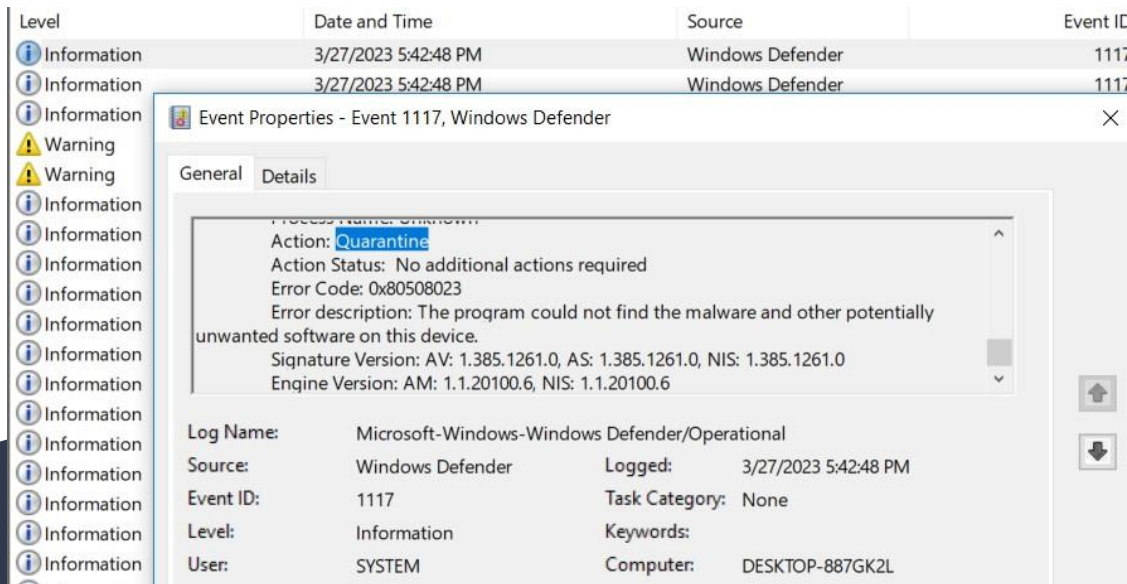 Level Date and Time Source Event ID
Information 3/27/2023 5:42:48 PM Windows Defender 1117
Information 3/27/2023 5:42:48 PM Windows Defender 1117
Information
Event Properties - Event 1117, Windows Defender
Warning
Warning
General Details
Information
Information
Action: Quarantine
Information
Action Status: No additional actions required
Information
Error Code: 0x80508023
Information
Error description: The program could not find the malware and other potentially
unwanted software on this device.
Information
Signature Version: AV: 1.385.1261.0, AS: 1.385.1261.0, NIS: 1.385.1261.0
Information
Engine Version: AM: 1.1.20100.6, NIS: 1.1.20100.6
Information
Log Name: Microsoft-Windows-Windows Defender/Operational
Information
Source: Windows Defender Logged: 3/27/2023 5:42:48 PM
Information
Event ID: 1117 Task Category: None
Information
Level: Information Keywords:
Information
User: SYSTEM Computer: DESKTOP-887GK2L
Information